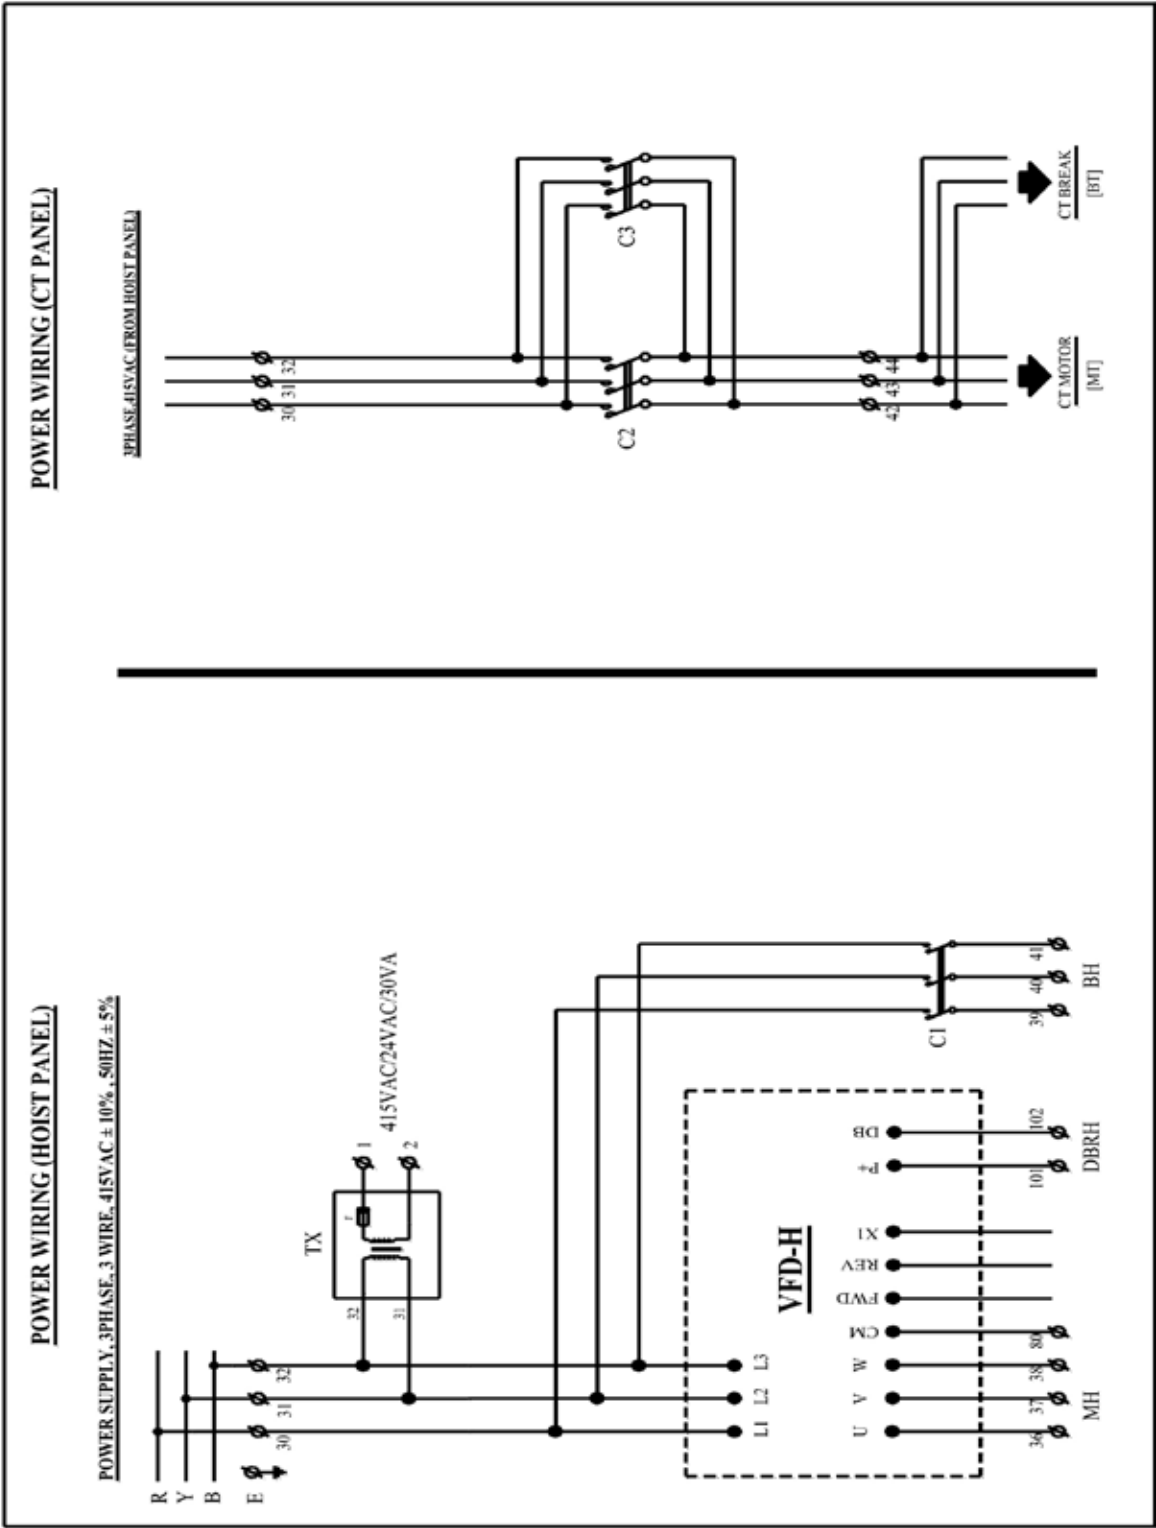 POWER WIRING (HOIST PANEL)
POWER SUPPLY, 3PHASE, 3 WIRE, 415VAC ± 10% , 50HZ ± 5%
R
Y
B
E
30
31
32
32
31
TX
F
1
2
415VAC/24VAC/30VA
L1
L2
L3
VFD-H
U
V
W
CM
FWD
REV
X1
P+
DB
C1
36
37
38
80
101
102
39
40
41
MH
DBRH
BH
POWER WIRING (CT PANEL)
3PHASE,415VAC (FROM HOIST PANEL)
30
31
32
C2
C3
42
43
44
CT MOTOR
[MT]
CT BREAK
[BT]